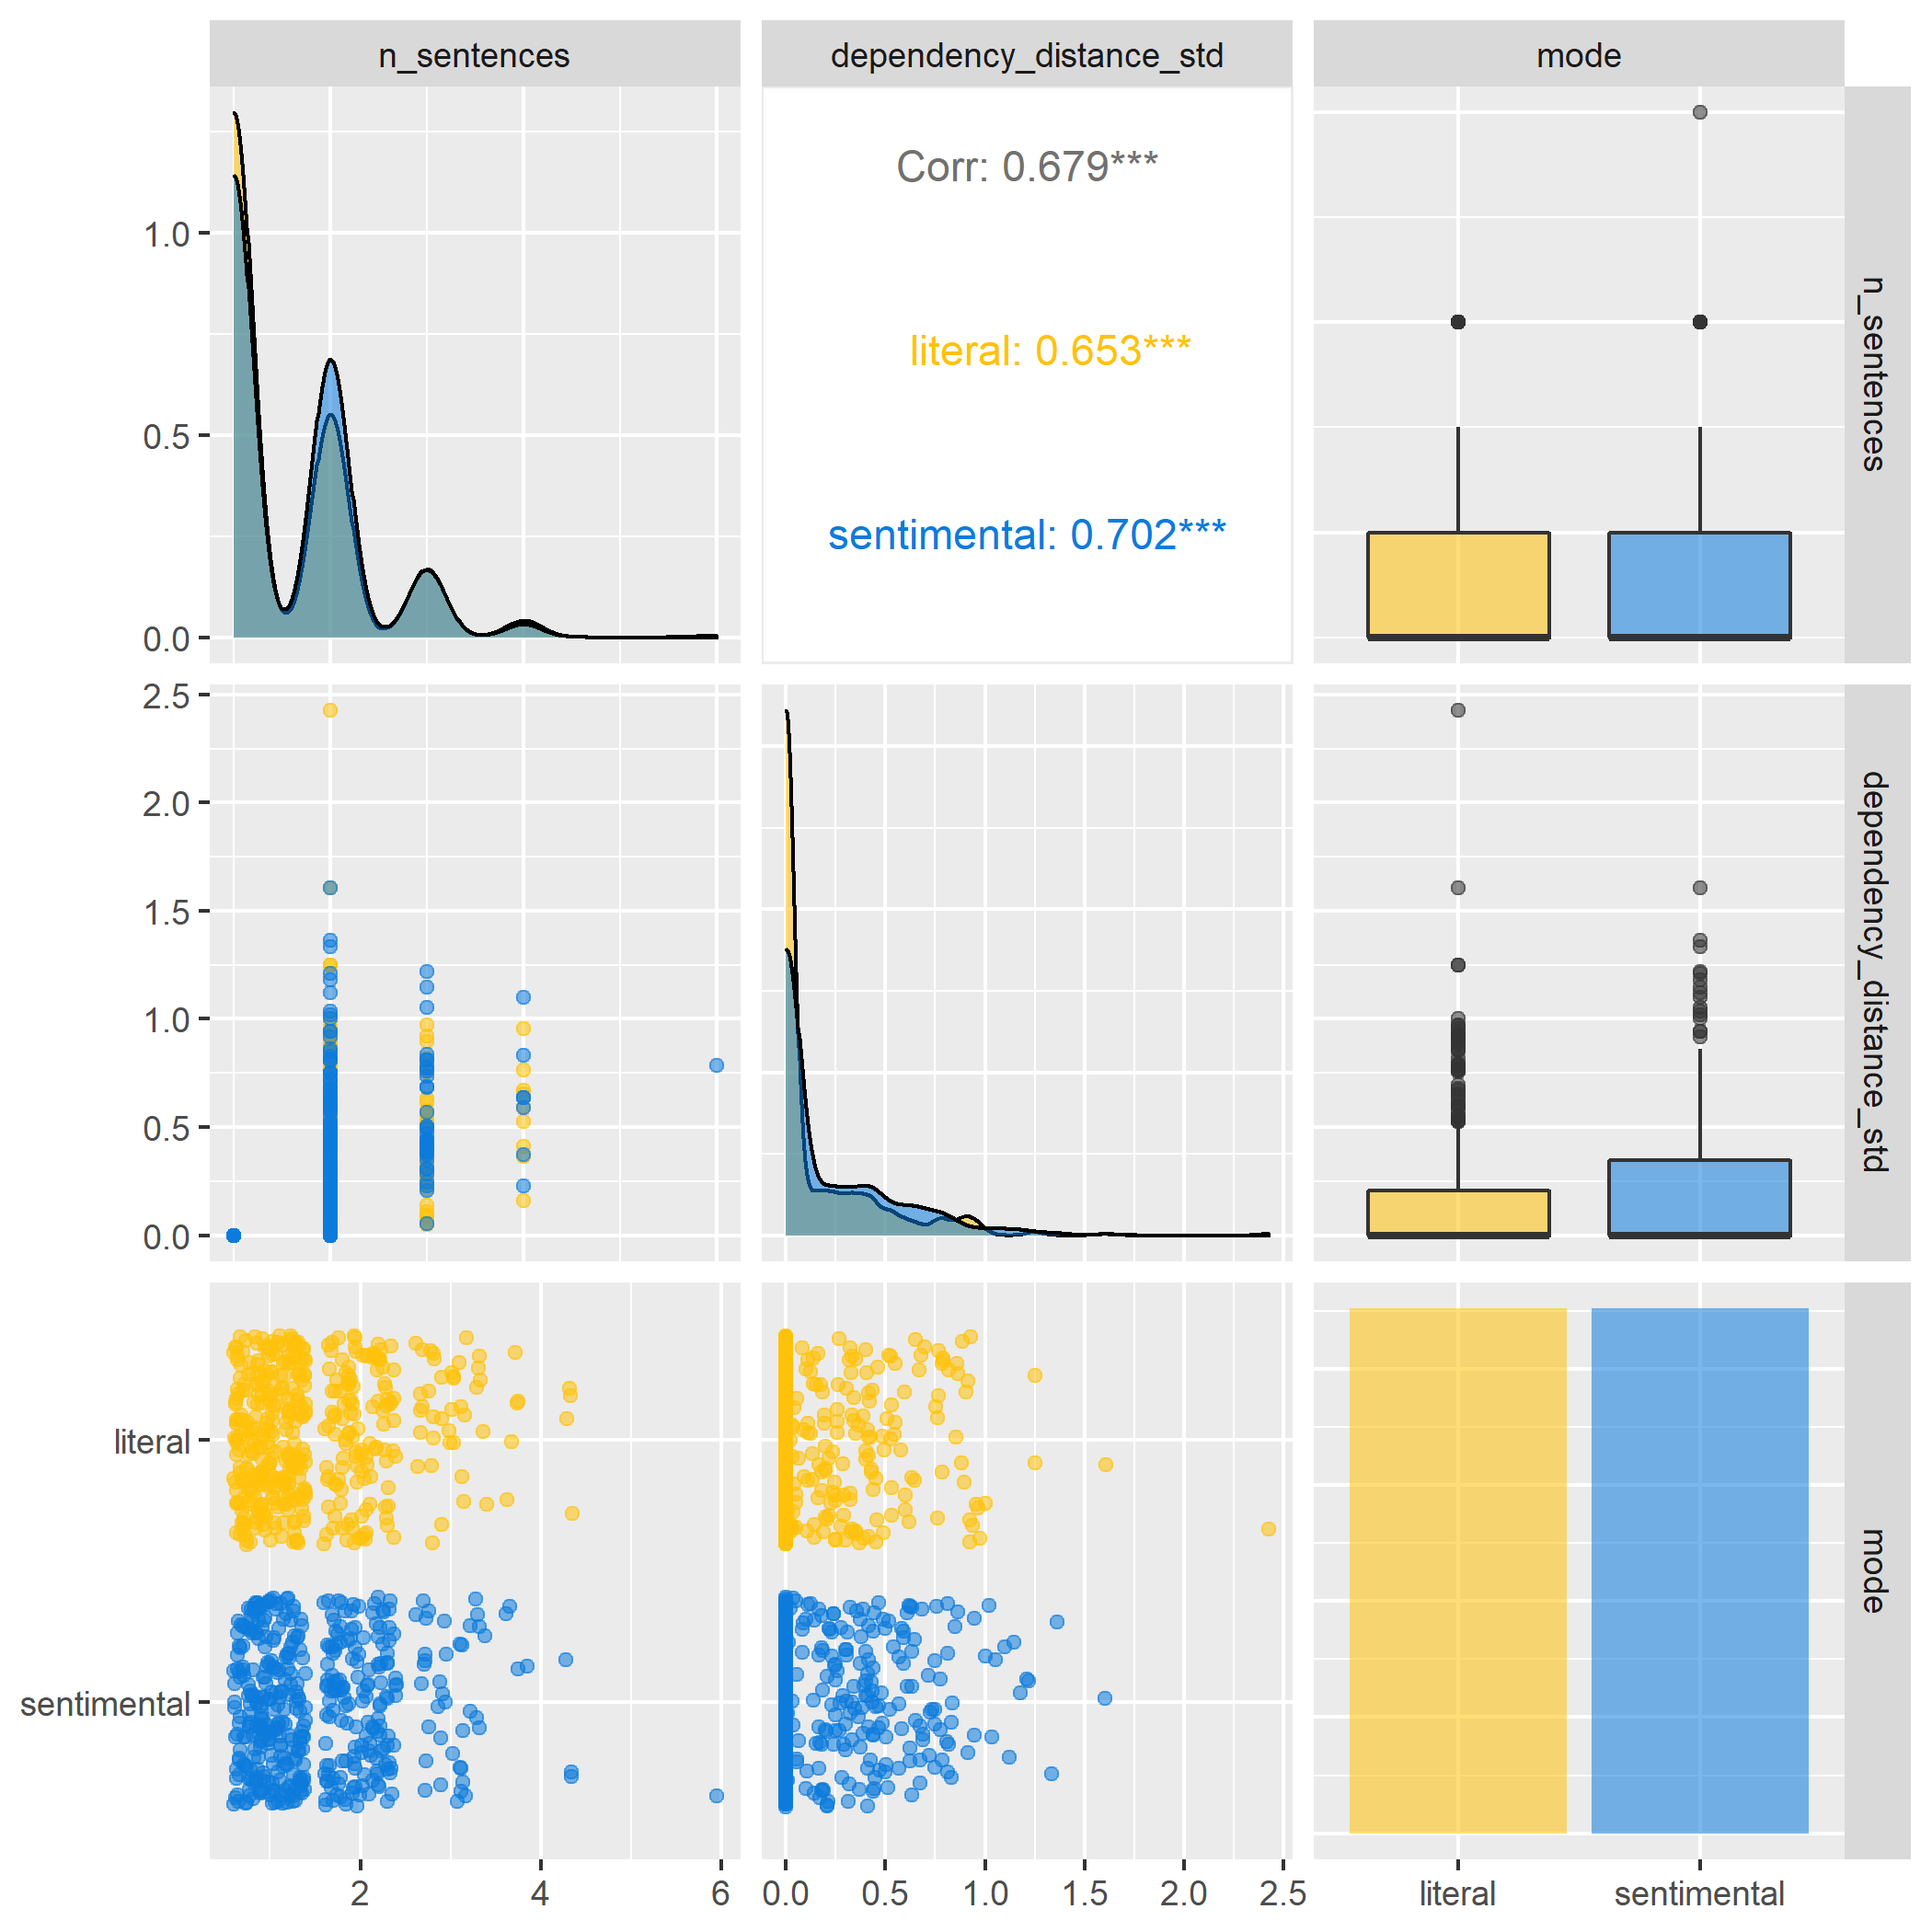 n_sentences
dependency_distance_std
mode
1.0
0.5
0.0
Corr: 0.679***
literal: 0.653***
sentimental: 0.702***
n_sentences
2.5
2.0
1.5
1.0
0.5
0.0
dependency_distance_std
literal
sentimental
mode
2
4
6
0.0
0.5
1.0
1.5
2.0
2.5
literal
sentimental